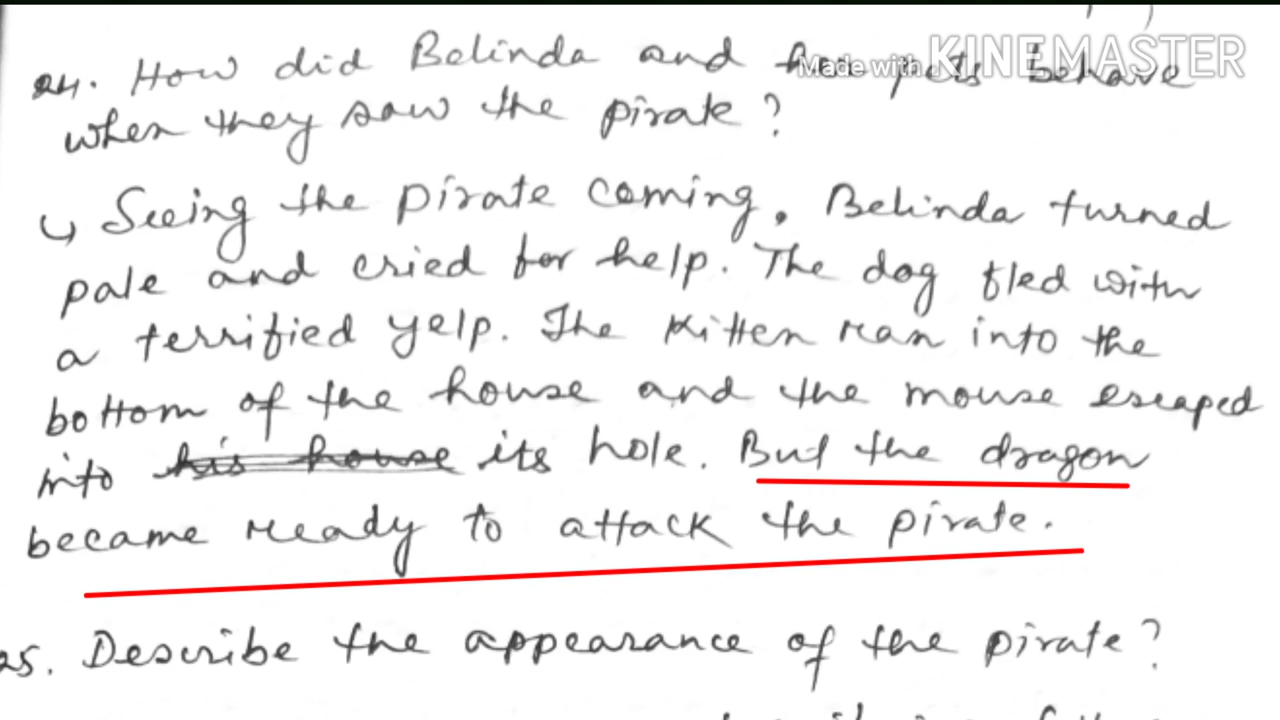 24. How did Belinda and her pets behave
Made with KINEMASTER
when they saw the pirate?
↳ Seeing the pirate coming, Belinda turned
pale and cried for help. The dog fled with
a terrified yelp. The Kitten ran into the
bottom of the house and the mouse escaped
into his house its hole. But the dragon
became ready to attack the pirate.
25. Describe the appearance of the pirate?